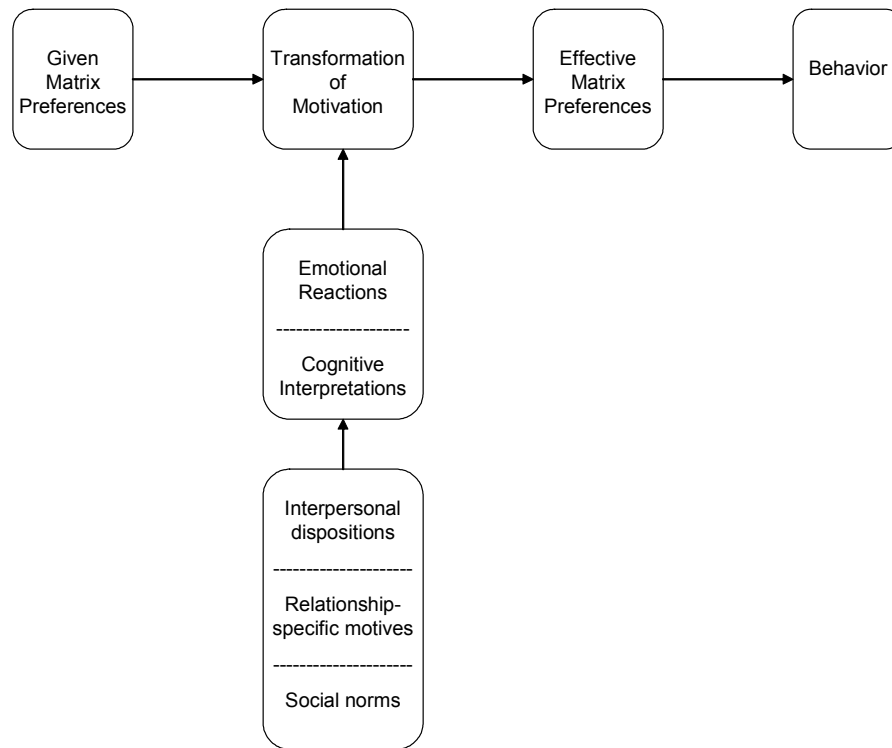 Given
Matrix
Preferences
Transformation
of
Motivation
Effective
Matrix
Preferences
Behavior
Emotional
Reactions
Cognitive
Interpretations
Interpersonal
dispositions
Relationship-
specific motives
Social norms